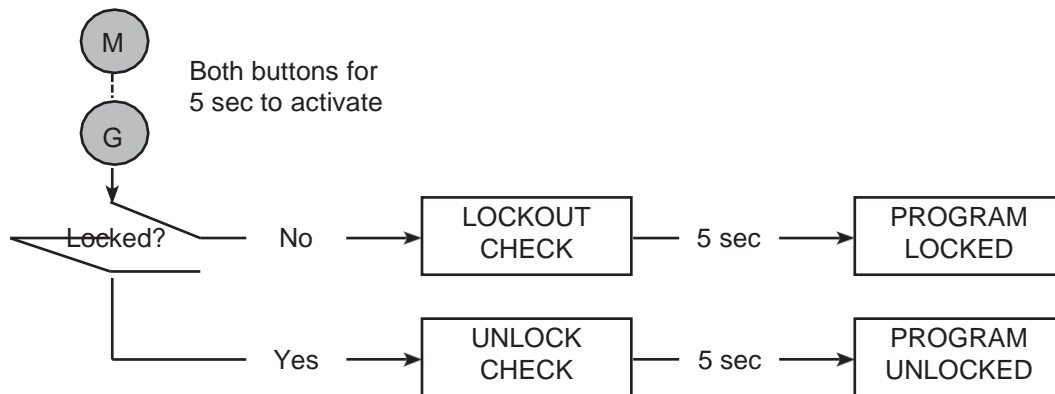 M
Both buttons for
5 sec to activate
G
Locked?
No
LOCKOUT
CHECK
5 sec
PROGRAM
LOCKED
Yes
UNLOCK
CHECK
5 sec
PROGRAM
UNLOCKED